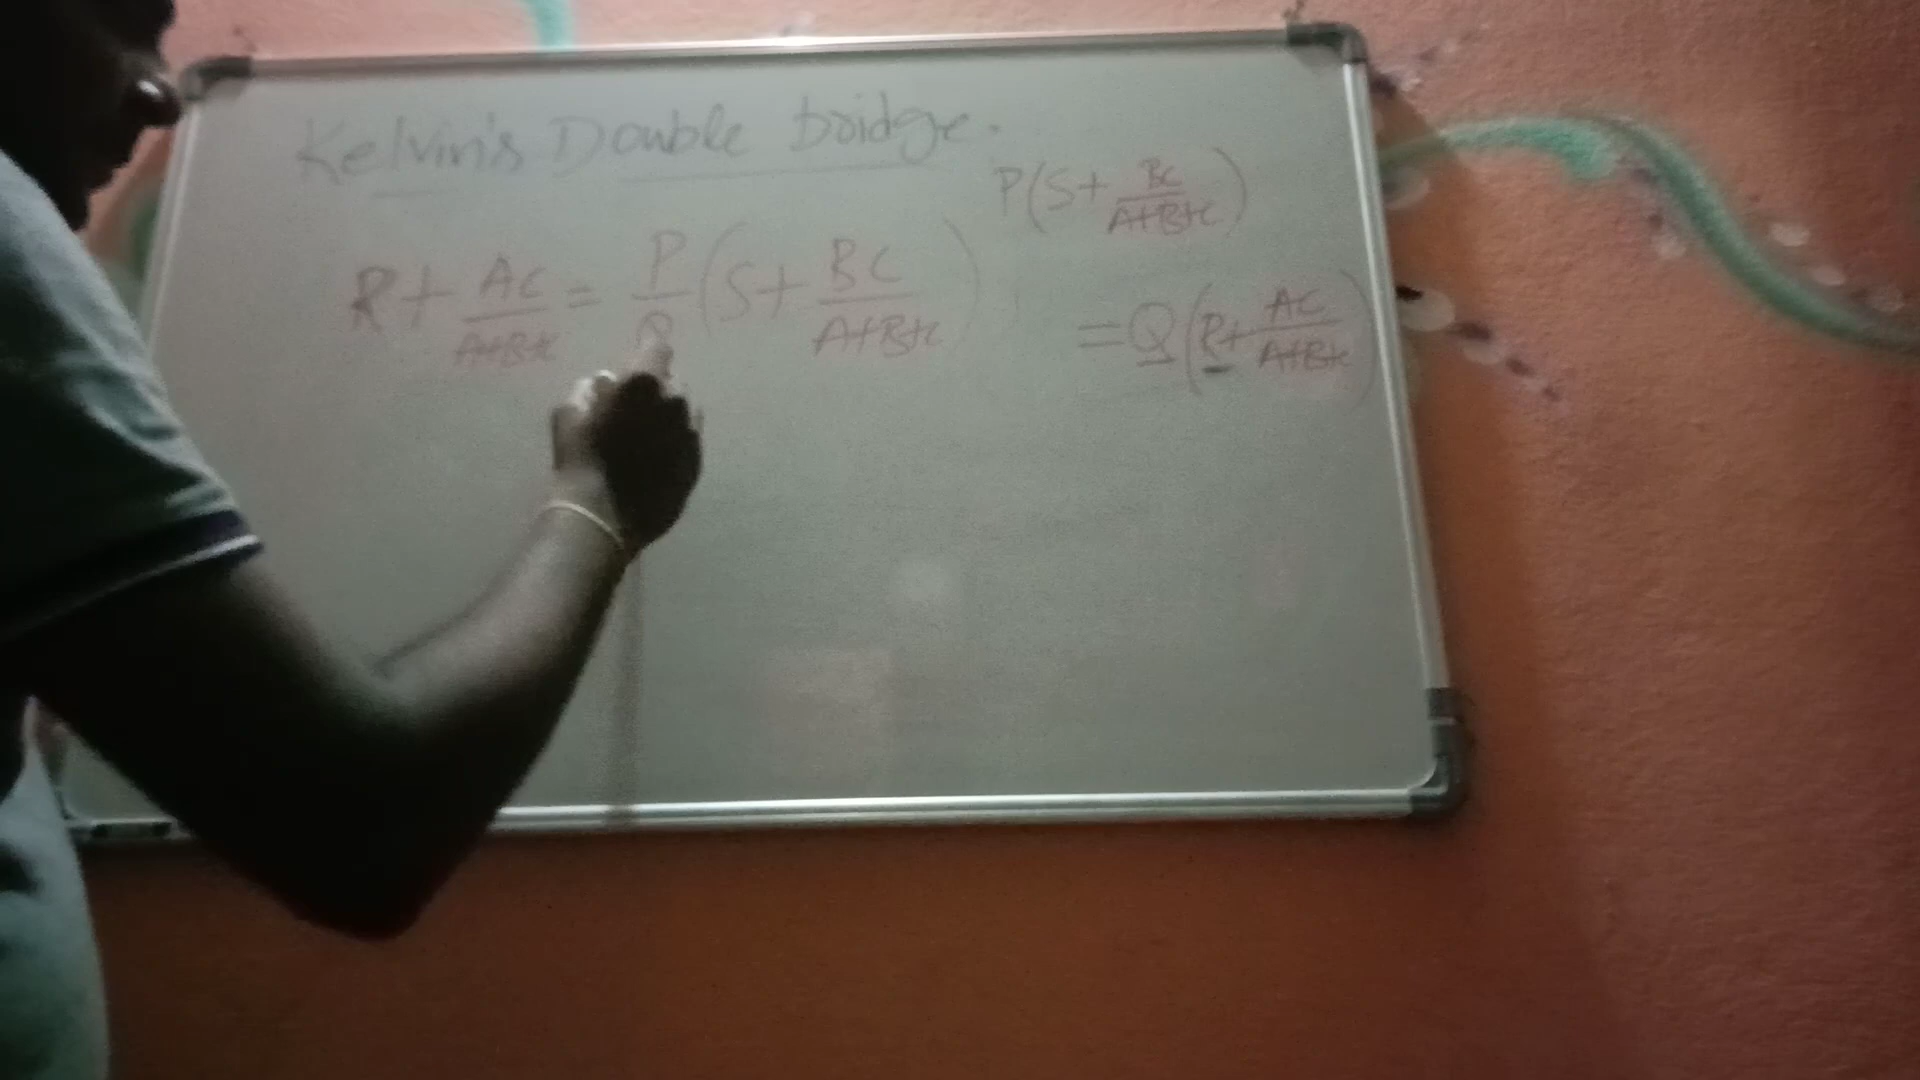 Kelvin's Double bridge.
P(S+ BC/A+B+C)
R+ AC/A+B+C = P/Q (S+ BC/A+B+C)
=Q(R+ AC/A+B+C)